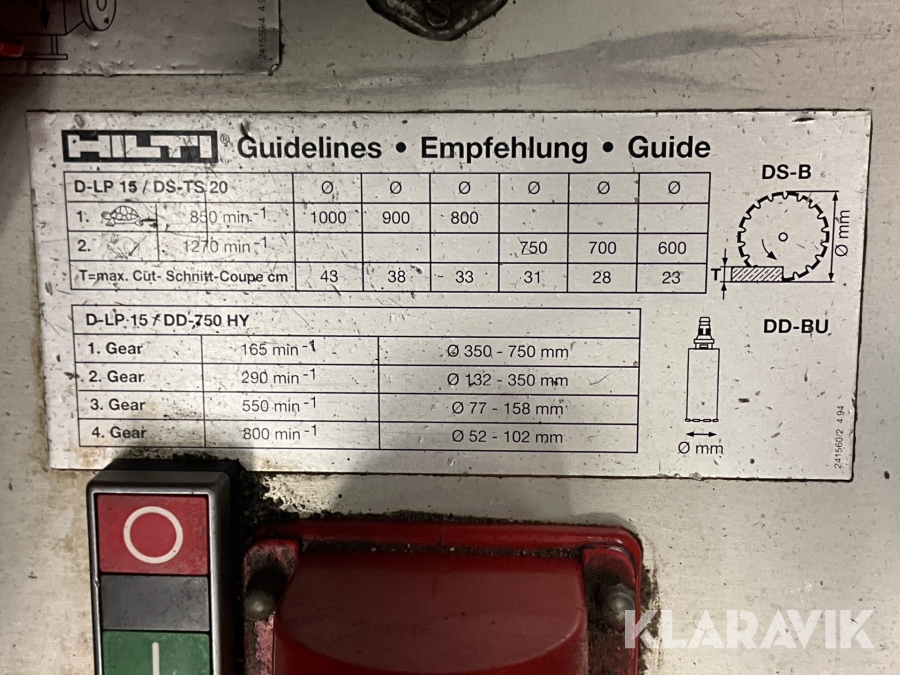 241550/4 4.94
HILTI® Guidelines • Empfehlung • Guide
D-LP 15 / DS-TS 20 Ø Ø Ø Ø Ø Ø
1. 850 min-1 1000 900 800
2. 1270 min-1 750 700 600
T=max. Cut- Schnitt-Coupe cm 43 38 33 31 28 23
DS-B
Ø mm
T
D-LP 15 / DD-750 HY
1. Gear 165 min-1 Ø 350 - 750 mm
2. Gear 290 min-1 Ø 132 - 350 mm
3. Gear 550 min-1 Ø 77 - 158 mm
4. Gear 800 min-1 Ø 52 - 102 mm
DD-BU
Ø mm
241560/2 4.94
KLARAVIK